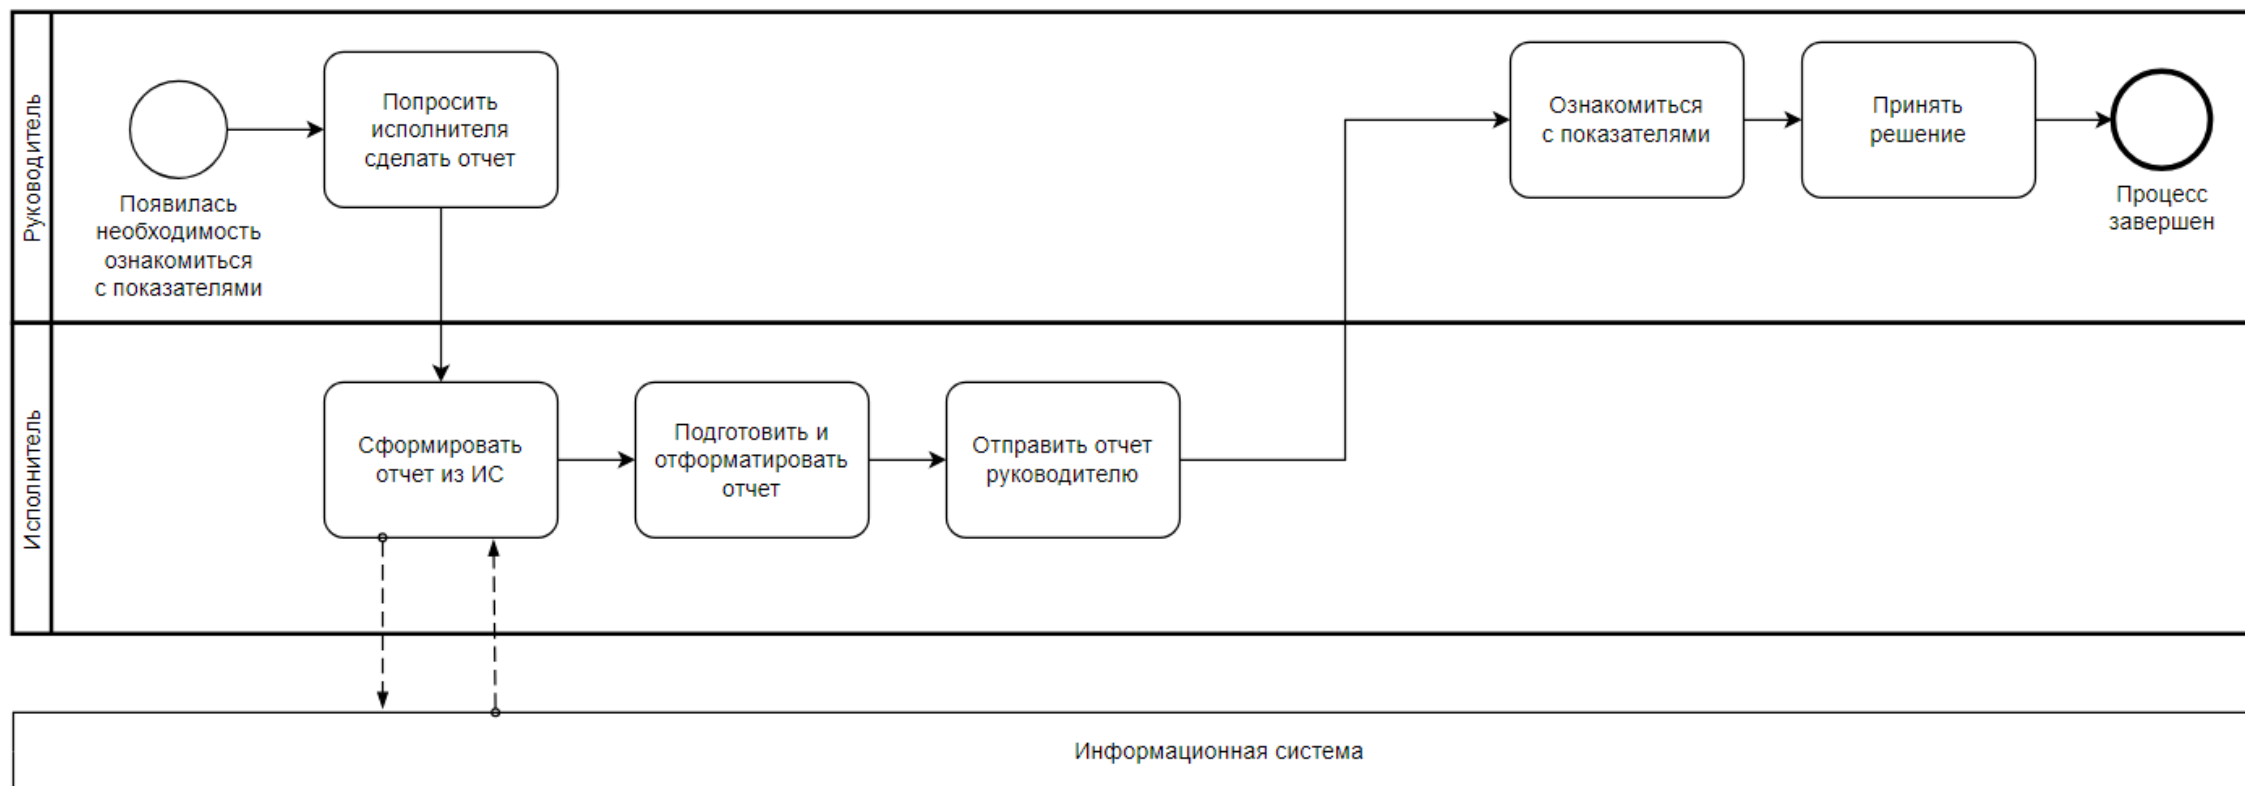 Руководитель
Появилась
необходимость
ознакомиться
с показателями
Попросить
исполнителя
сделать отчет
Ознакомиться
с показателями
Принять
решение
Процесс
завершен
Исполнитель
Сформировать
отчет из ИС
Подготовить и
отформатировать
отчет
Отправить отчет
руководителю
Информационная система